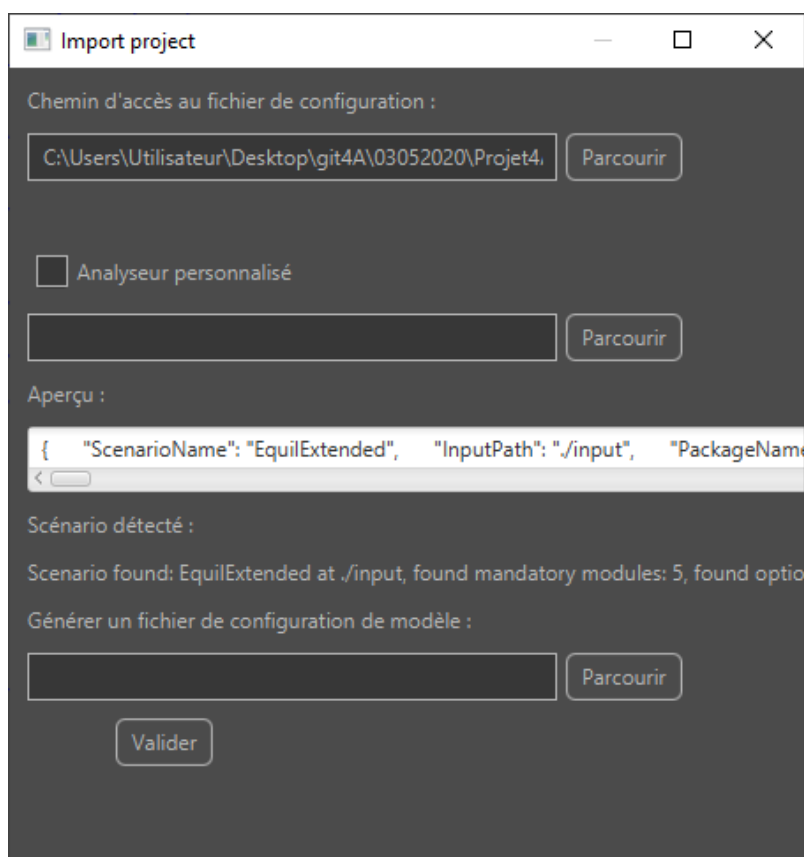 Import project
Chemin d'accès au fichier de configuration :
C:\Users\Utilisateur\Desktop\git4A\03052020\Projet4 Parcourir
Analyseur personnalisé
Parcourir
Aperçu :
{ "ScenarioName": "EquilExtended", "InputPath": "./input", "PackageName
Scénario détecté :
Scenario found: EquilExtended at ./input, found mandatory modules: 5, found optio
Générer un fichier de configuration de modèle :
Parcourir
Valider